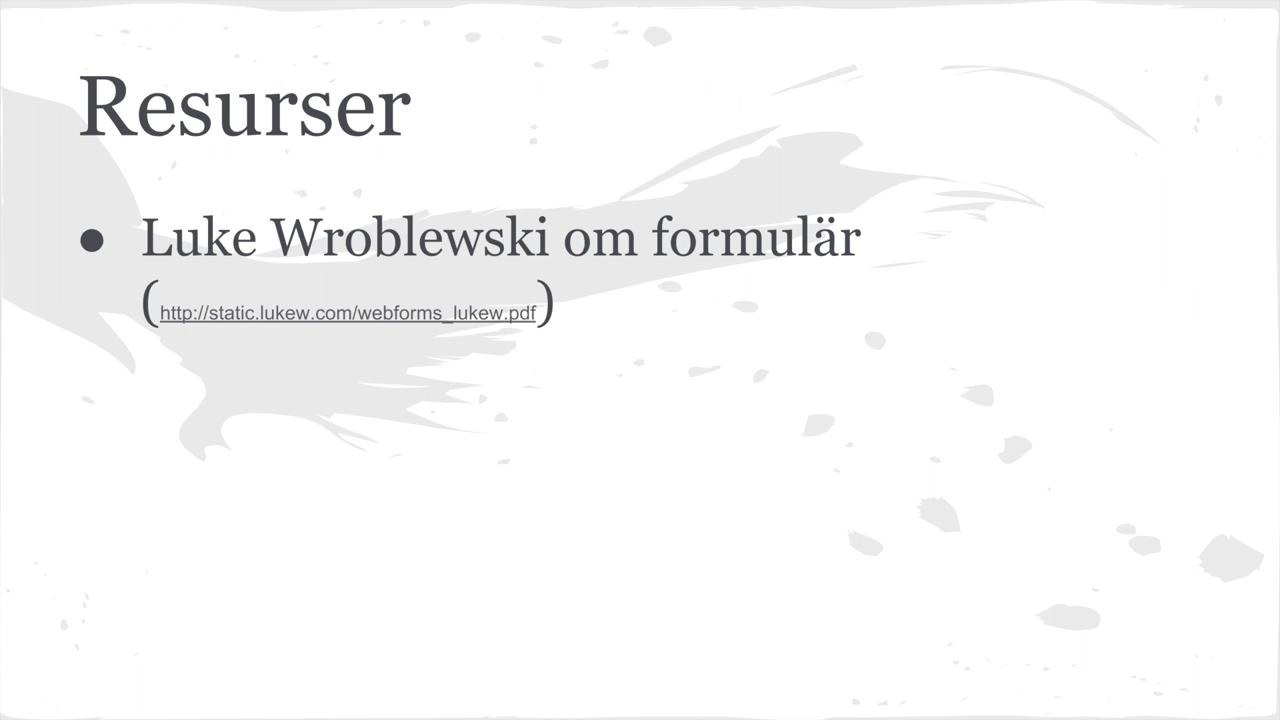 Resurser
● Luke Wroblewski om formulär
(http://static.lukew.com/webforms_lukew.pdf)